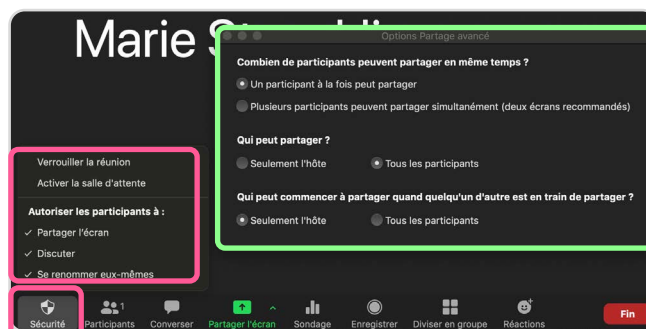 Marie
Options Partage avancé
Combien de participants peuvent partager en même temps ?
Un participant à la fois peut partager
Plusieurs participants peuvent partager simultanément (deux écrans recommandés)
Qui peut partager ?
Seulement l'hôte Tous les participants
Qui peut commencer à partager quand quelqu'un d'autre est en train de partager ?
Seulement l'hôte Tous les participants
Verrouiller la réunion
Activer la salle d'attente
Autoriser les participants à :
Partager l'écran
Discuter
Se renommer eux-mêmes
Sécurité Participants 1 Converser Partager l'écran Sondage Enregistrer Diviser en groupe Réactions Fin